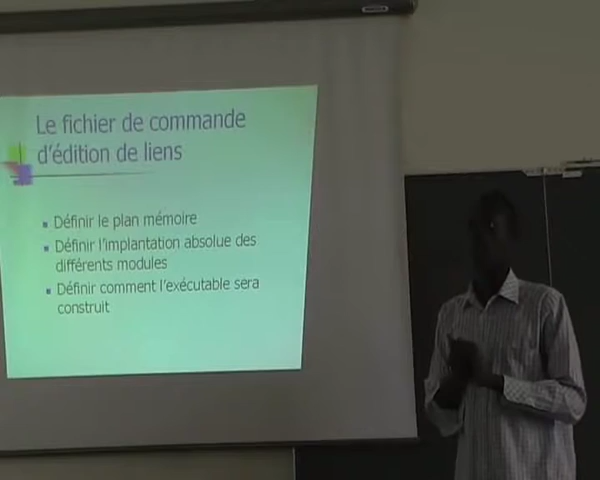 Le fichier de commande
d'édition de liens
Définir le plan mémoire
Définir l'implantation absolue des
différents modules
Définir comment l'exécutable sera
construit